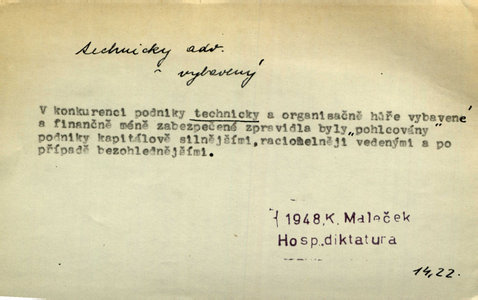 technicky adv.
~ vybavený
V konkurenci podniky technicky a organisačně hůře vybavené
a finančně méně zabezpečené zpravidla byly „pohlcovány"
podniky kapitálově silnějšími, racionelněji vedenými a po
případě bezohlednějšími.
{ 1948, K. Maleček
Hosp. diktatura
14,22.